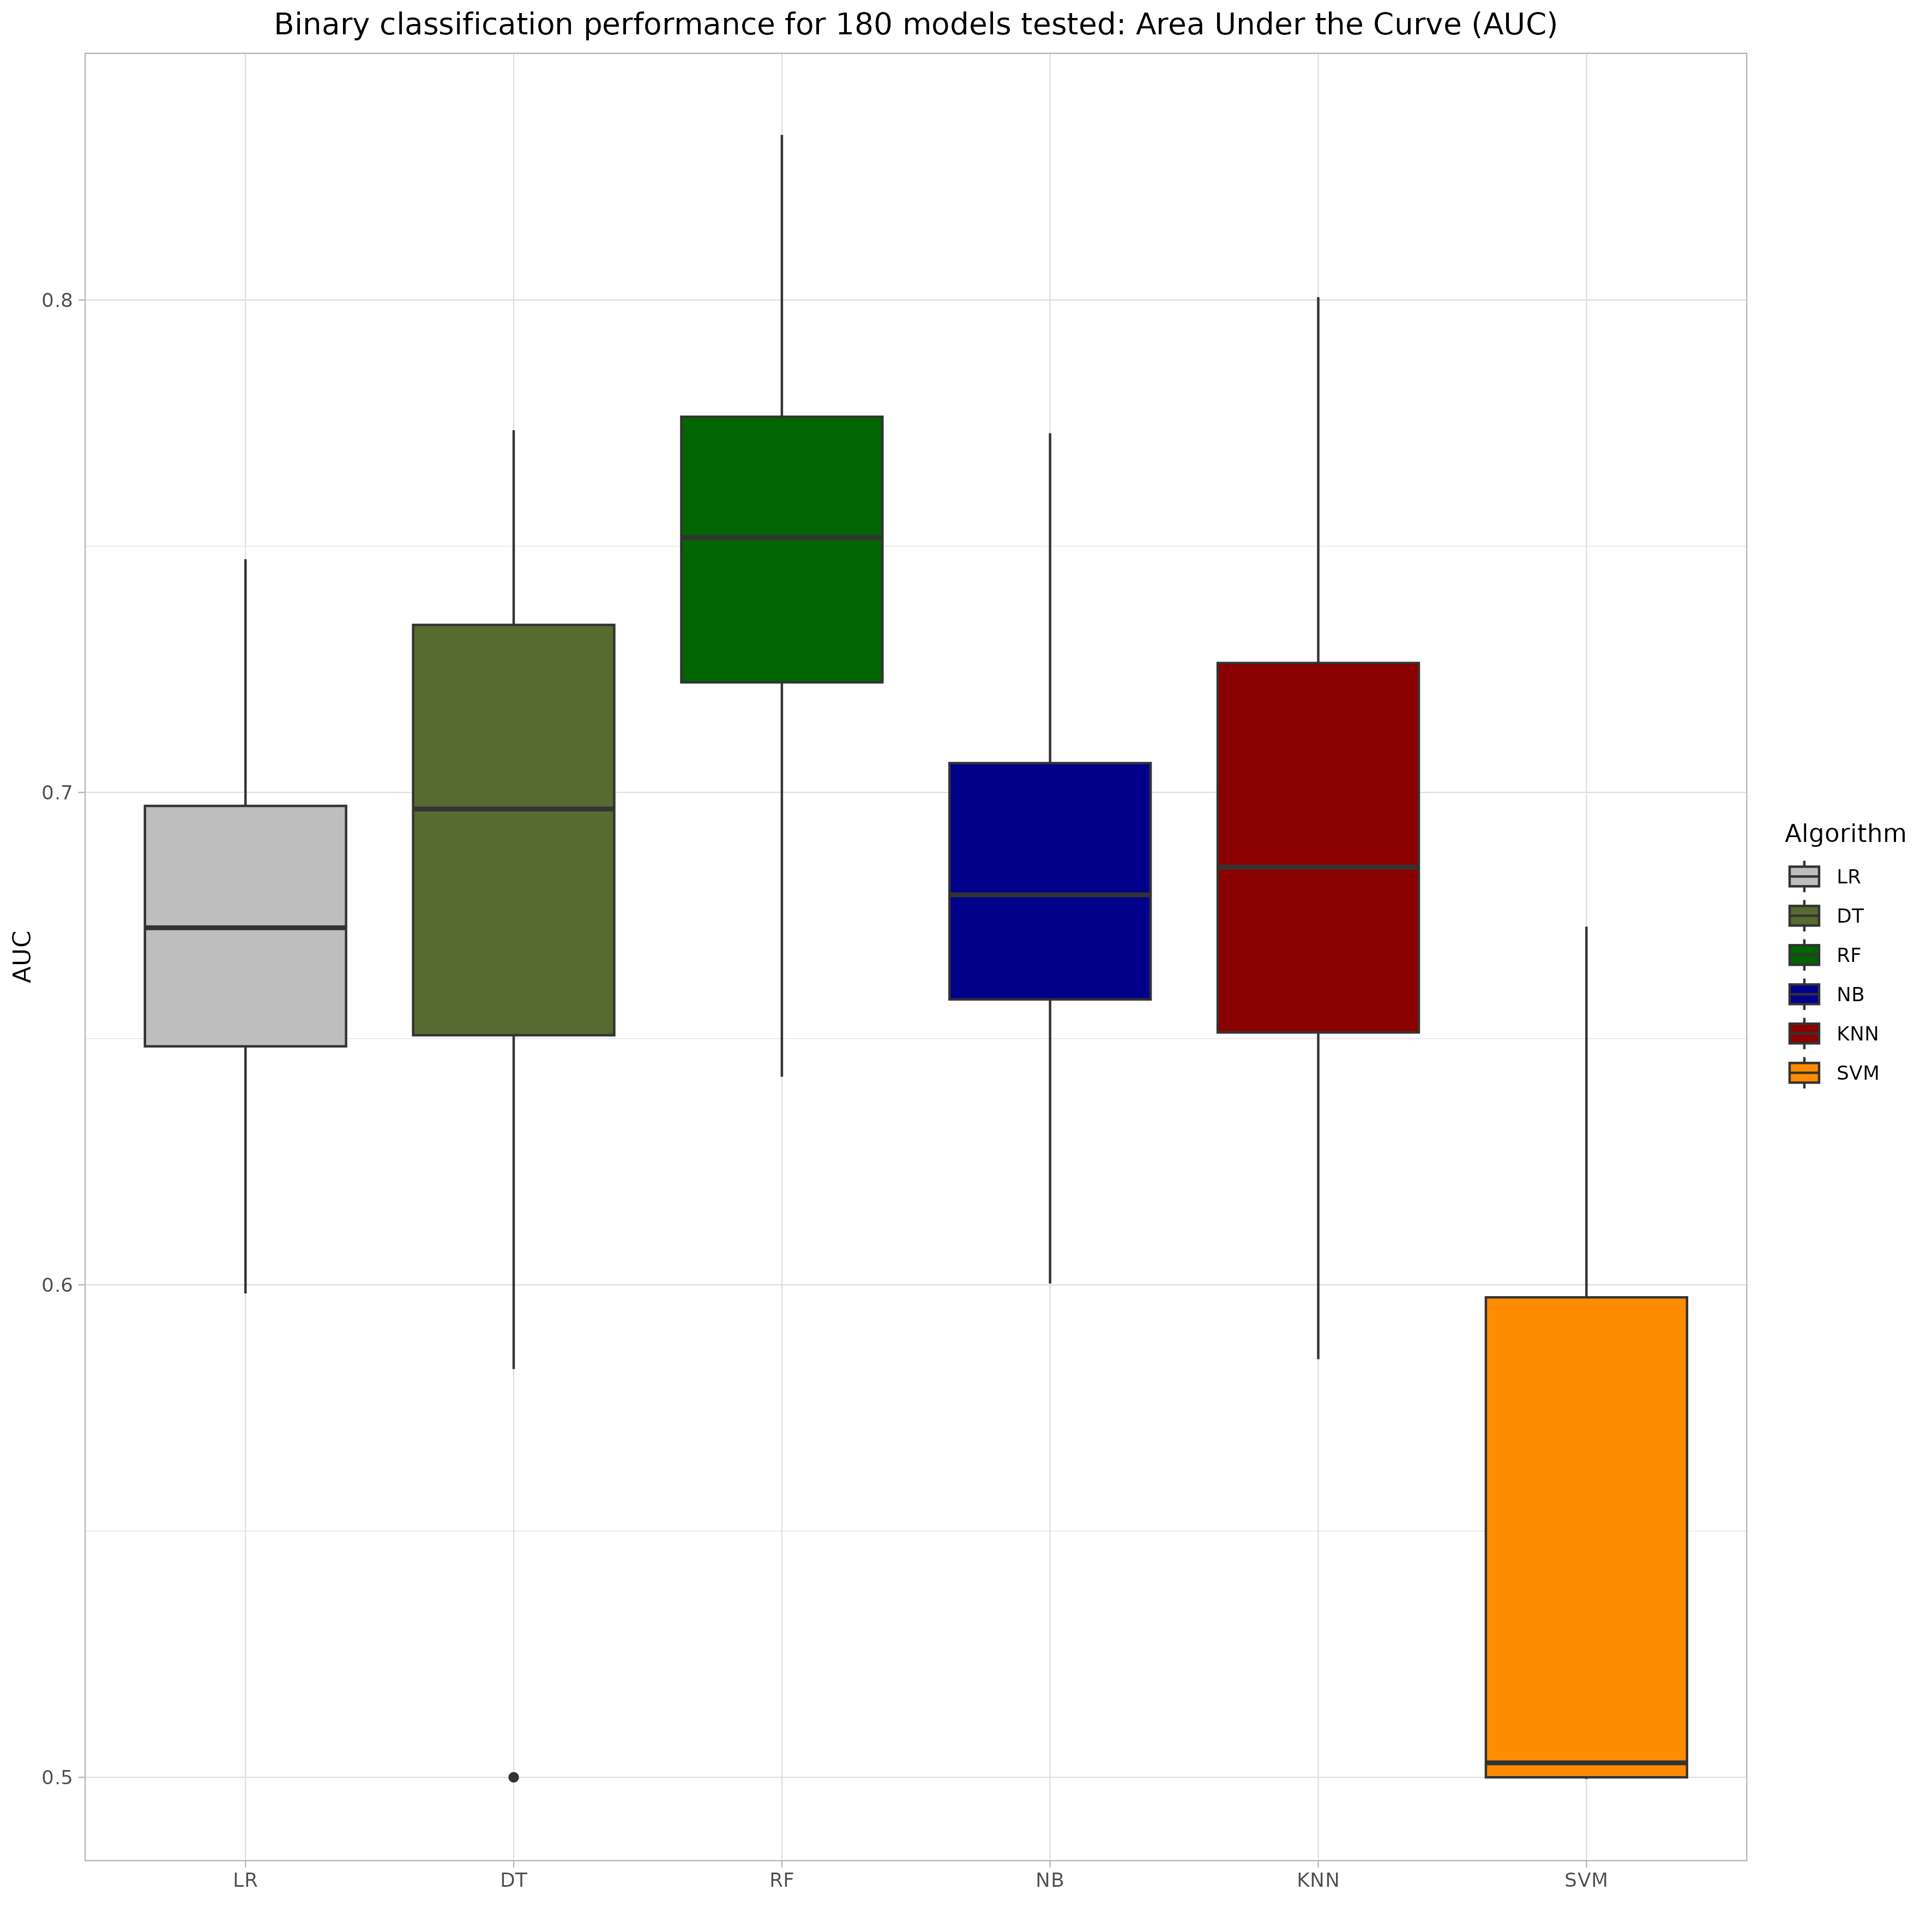 Binary classification performance for 180 models tested: Area Under the Curve (AUC)
AUC
0.8
0.7
0.6
0.5
LR DT RF NB KNN SVM
Algorithm
LR
DT
RF
NB
KNN
SVM